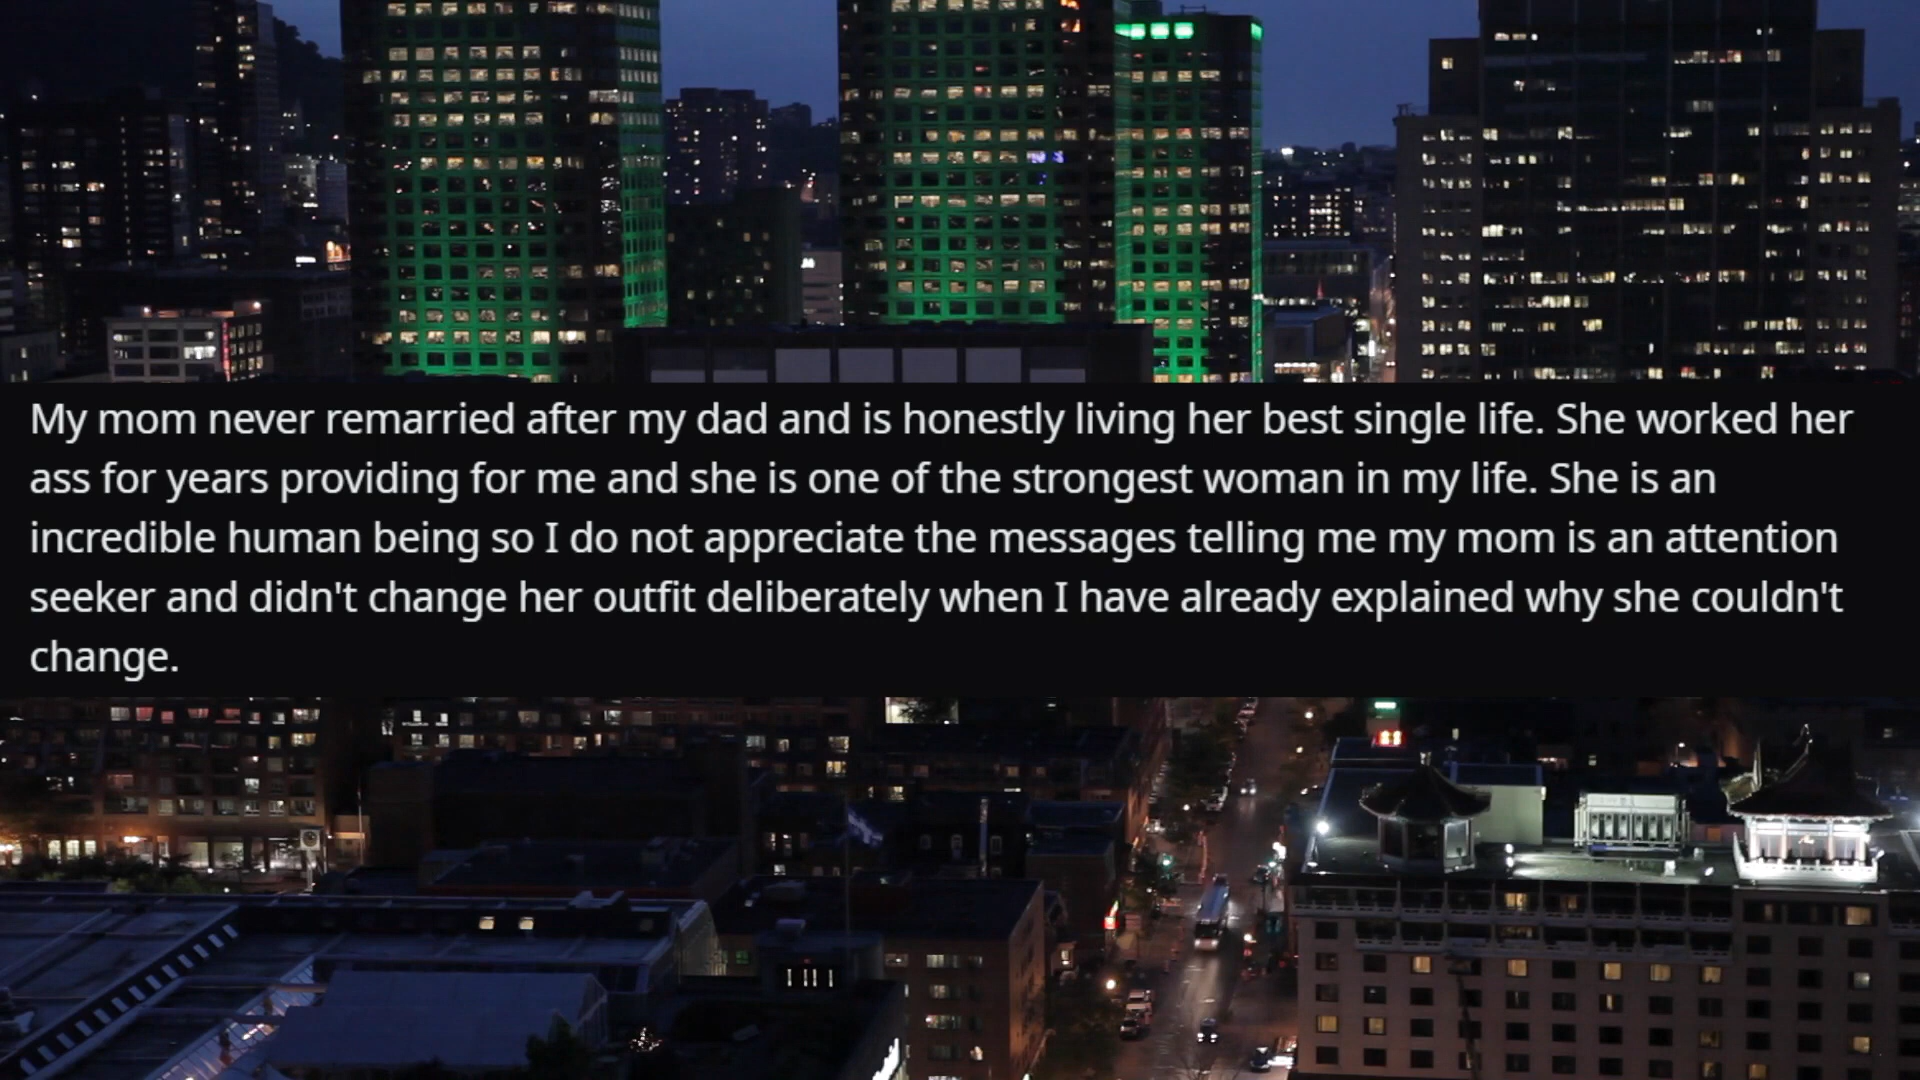 My mom never remarried after my dad and is honestly living her best single life. She worked her
ass for years providing for me and she is one of the strongest woman in my life. She is an
incredible human being so I do not appreciate the messages telling me my mom is an attention
seeker and didn't change her outfit deliberately when I have already explained why she couldn't
change.